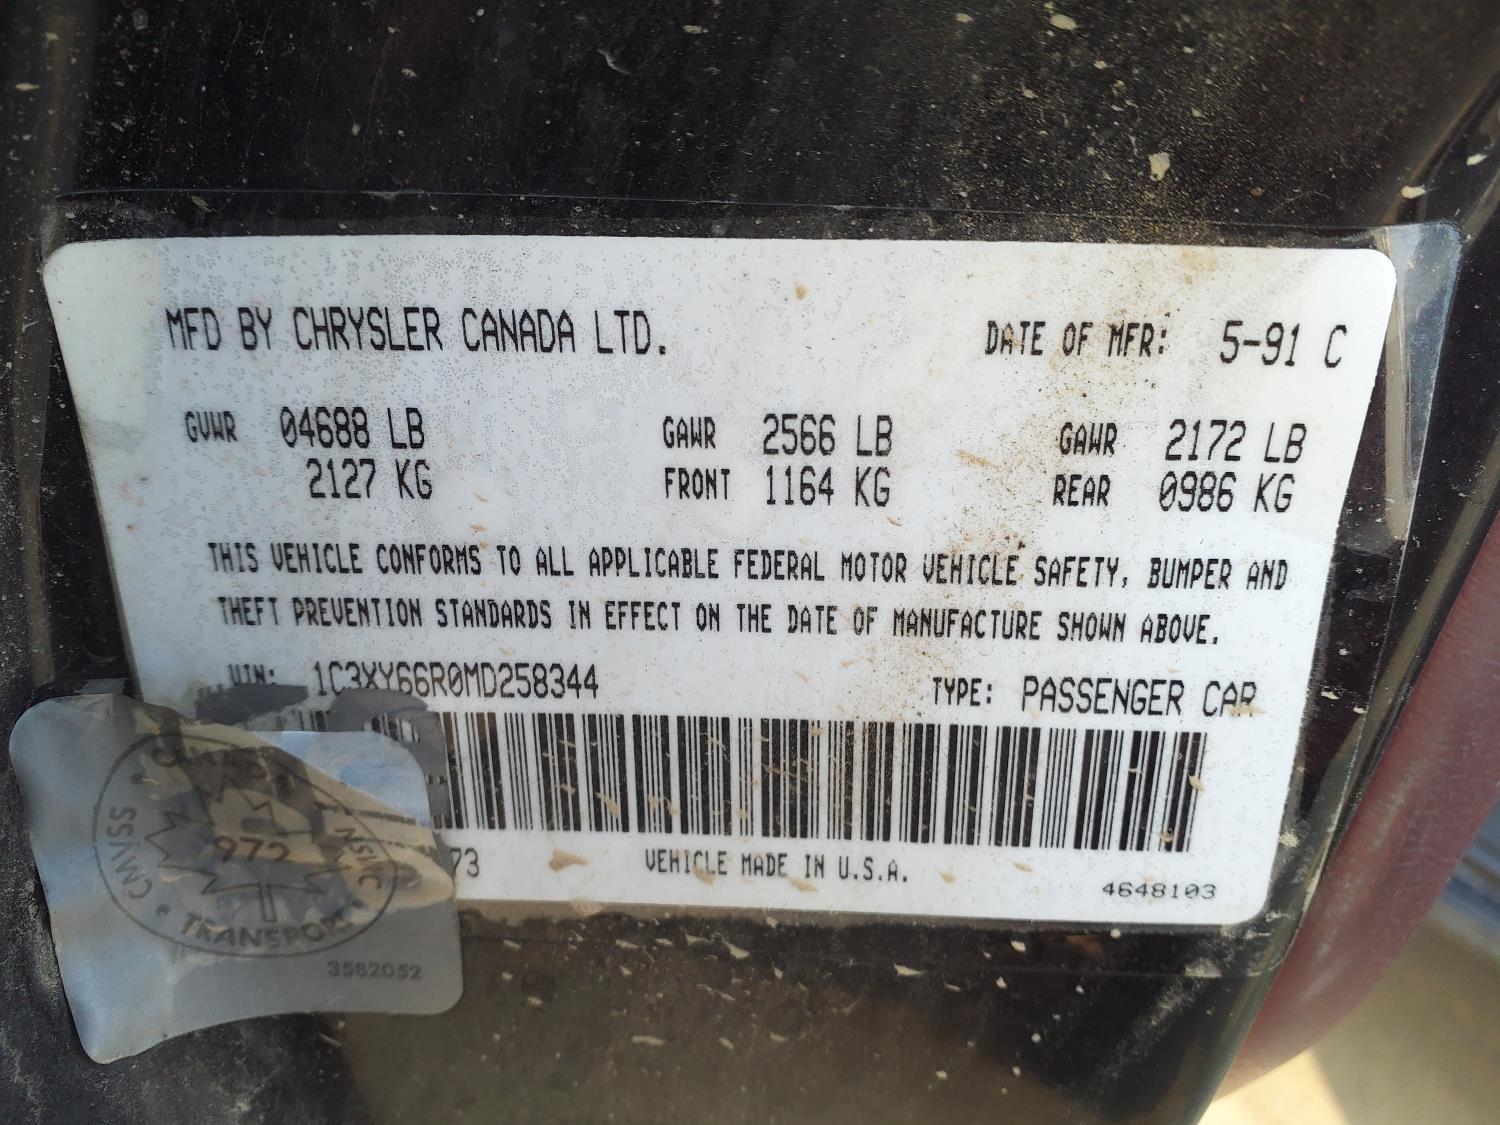 MFD BY CHRYSLER CANADA LTD. DATE OF MFR: 5-91 C
GVWR 04688 LB GAWR 2566 LB GAWR 2172 LB
2127 KG FRONT 1164 KG REAR 0986 KG
THIS VEHICLE CONFORMS TO ALL APPLICABLE FEDERAL MOTOR VEHICLE SAFETY, BUMPER AND
THEFT PREVENTION STANDARDS IN EFFECT ON THE DATE OF MANUFACTURE SHOWN ABOVE.
VIN: 1C3XY66R0MD258344 TYPE: PASSENGER CAR
73 VEHICLE MADE IN U.S.A. 4648103
CMVSS
NSVAC
972
TRANSPORT
3582052